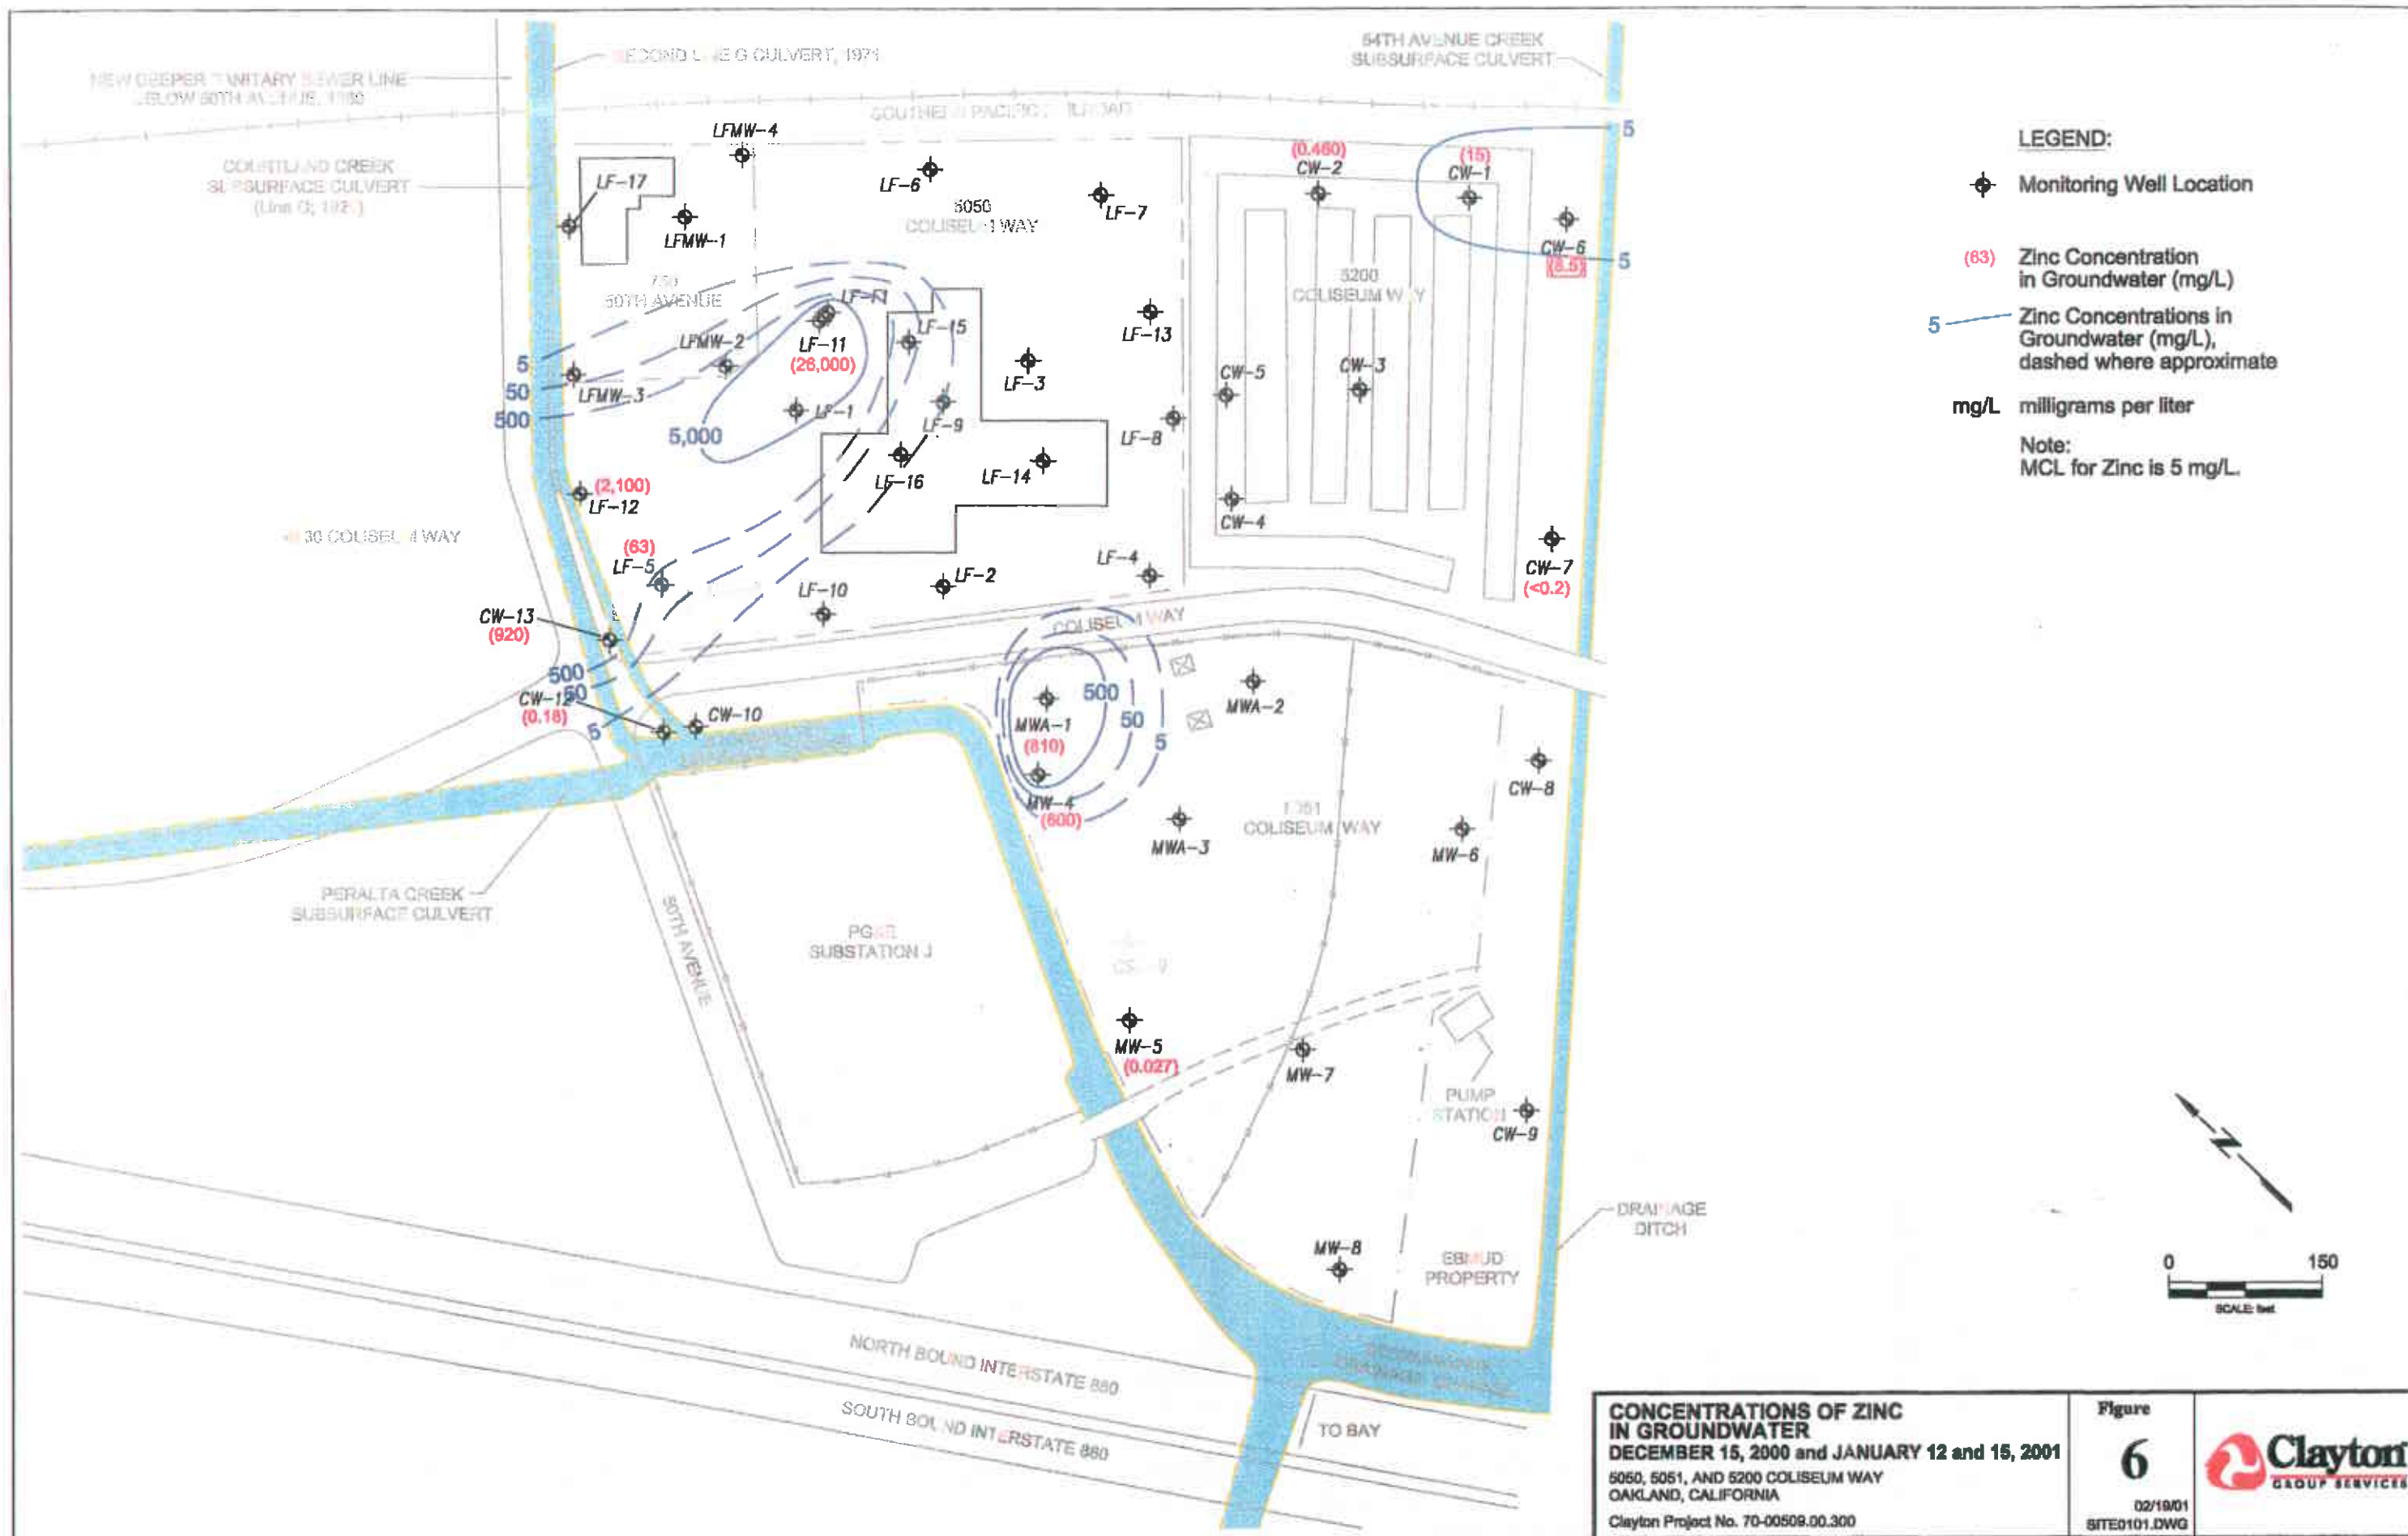 SECOND LINE G CULVERT, 1971
54TH AVENUE CREEK
SUBSURFACE CULVERT
NEW DEEPER SANITARY SEWER LINE
BELOW 50TH AVENUE,
SOUTHERN PACIFIC RAILROAD
COURTLAND CREEK
SUBSURFACE CULVERT
LFMW-4
LF-17
LFMW-1
LF-6
5050
COLISEUM WAY
LF-7
(0.460)
CW-2
(15)
CW-1
5
CW-6
(8.5)
5
5200
COLISEUM WAY
50TH AVENUE
LF-11
(26,000)
LF-15
LF-13
LFMW-2
LF-3
CW-5
CW-3
5
50
500
LFMW-3
5,000
LF-1
LF-9
LF-8
LF-16
LF-14
CW-4
(2,100)
LF-12
30 COLISEUM WAY
(63)
LF-5
LF-2
LF-4
LF-10
CW-7
(<0.2)
CW-13
(920)
COLISEUM WAY
500
50
5
CW-12
(0.18)
CW-10
MWA-1
(810)
500
50
5
MWA-2
MW-4
(600)
MWA-3
COLISEUM WAY
CW-8
MW-6
PERALTA CREEK
SUBSURFACE CULVERT
50TH AVENUE
PG&E
SUBSTATION J
MW-5
(0.027)
MW-7
PUMP
STATION
CW-9
DRAINAGE
DITCH
MW-8
EBMUD
PROPERTY
NORTH BOUND INTERSTATE 880
SOUTH BOUND INTERSTATE 880
TO BAY
LEGEND:
Monitoring Well Location
(63) Zinc Concentration
in Groundwater (mg/L)
5 Zinc Concentrations in
Groundwater (mg/L),
dashed where approximate
mg/L milligrams per liter
Note:
MCL for Zinc is 5 mg/L.
N
0 150
SCALE: feet
CONCENTRATIONS OF ZINC
IN GROUNDWATER
DECEMBER 15, 2000 and JANUARY 12 and 15, 2001
5050, 5051, AND 5200 COLISEUM WAY
OAKLAND, CALIFORNIA
Clayton Project No. 70-00509.00.300
Figure
6
02/19/01
SITE0101.DWG
Clayton
GROUP SERVICES